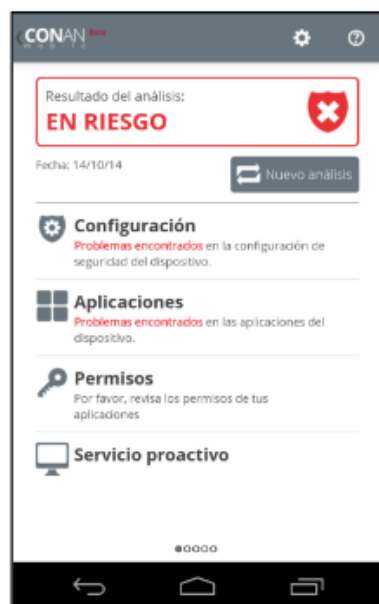 CONAN Beta
mobile
Resultado del análisis:
EN RIESGO
Fecha: 14/10/14
Nuevo análisis
Configuración
Problemas encontrados en la configuración de
seguridad del dispositivo.
Aplicaciones
Problemas encontrados en las aplicaciones del
dispositivo.
Permisos
Por favor, revisa los permisos de tus
aplicaciones
Servicio proactivo